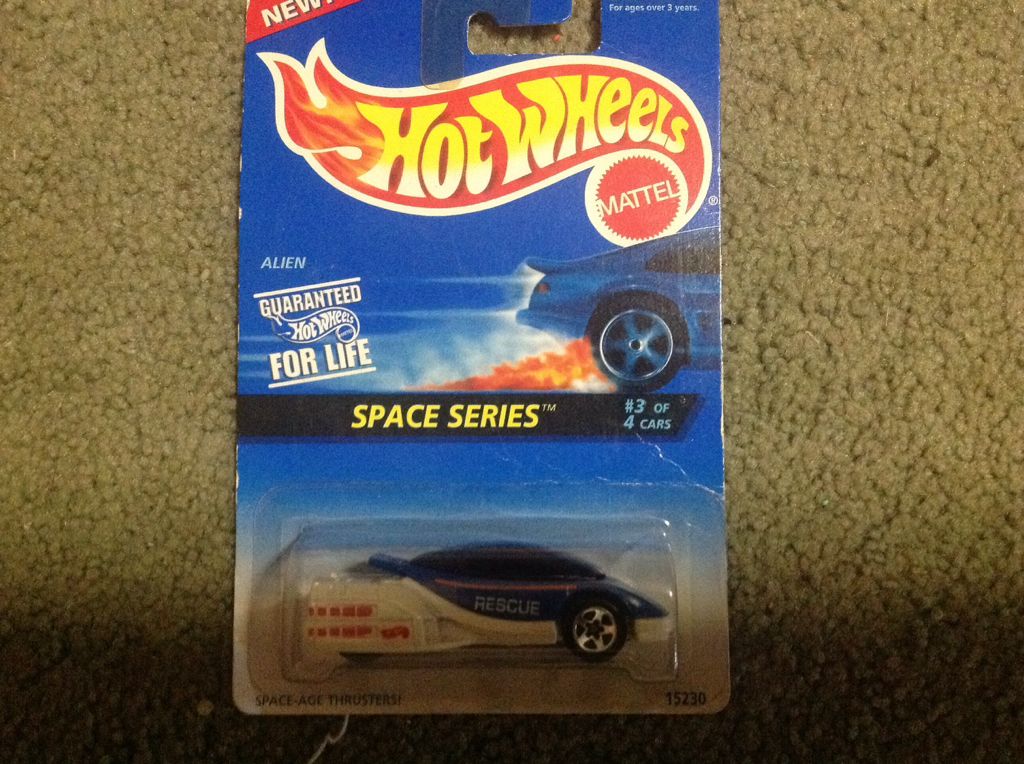 NEW!
For ages over 3 years.
HOT WHEELS
MATTEL
®
ALIEN
GUARANTEED
HOT WHEELS
FOR LIFE
SPACE SERIES™
#3 OF
4 CARS
RESCUE
SPACE-AGE THRUSTERS!
15230